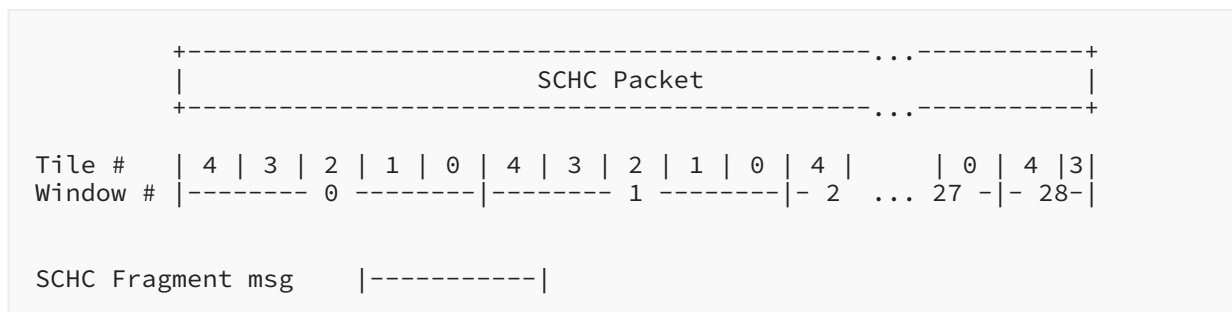 +---------------------------------------------...-----------+
         |                       SCHC Packet                         |
         +---------------------------------------------...-----------+

Tile #   | 4 | 3 | 2 | 1 | 0 | 4 | 3 | 2 | 1 | 0 | 4 |     | 0 | 4 |3|
Window # |-------- 0 --------|-------- 1 --------|- 2  ... 27 -|- 28-|


SCHC Fragment msg    |-----------|